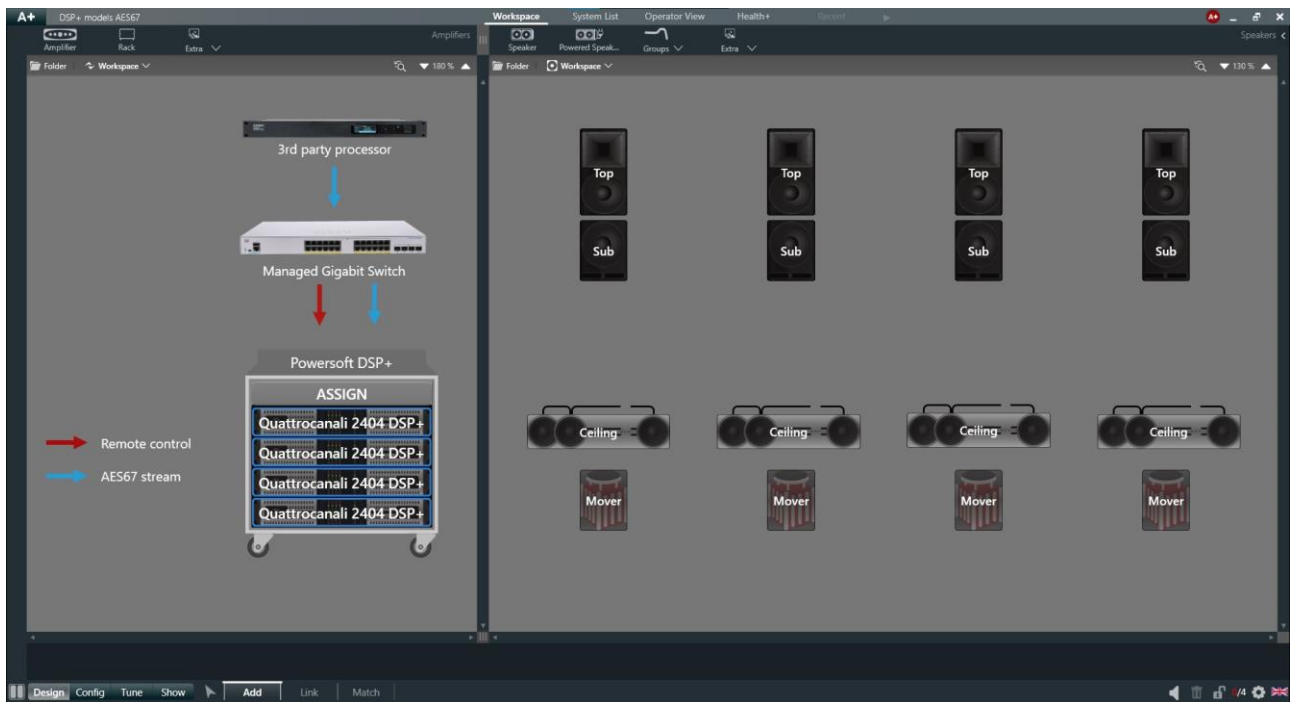 A+ DSP+ models AES67 Workspace System List Operator View Health+ Recent A+
Amplifier Rack Extra Amplifiers Speaker Powered Speak... Groups Extra Speakers
Folder Workspace 180 % Folder Workspace 130 %
3rd party processor
Managed Gigabit Switch
Powersoft DSP+
ASSIGN
Quattrocanali 2404 DSP+
Quattrocanali 2404 DSP+
Quattrocanali 2404 DSP+
Quattrocanali 2404 DSP+
Remote control
AES67 stream
Top Top Top Top
Sub Sub Sub Sub
Ceiling Ceiling Ceiling Ceiling
Mover Mover Mover Mover
Design Config Tune Show Add Link Match /4